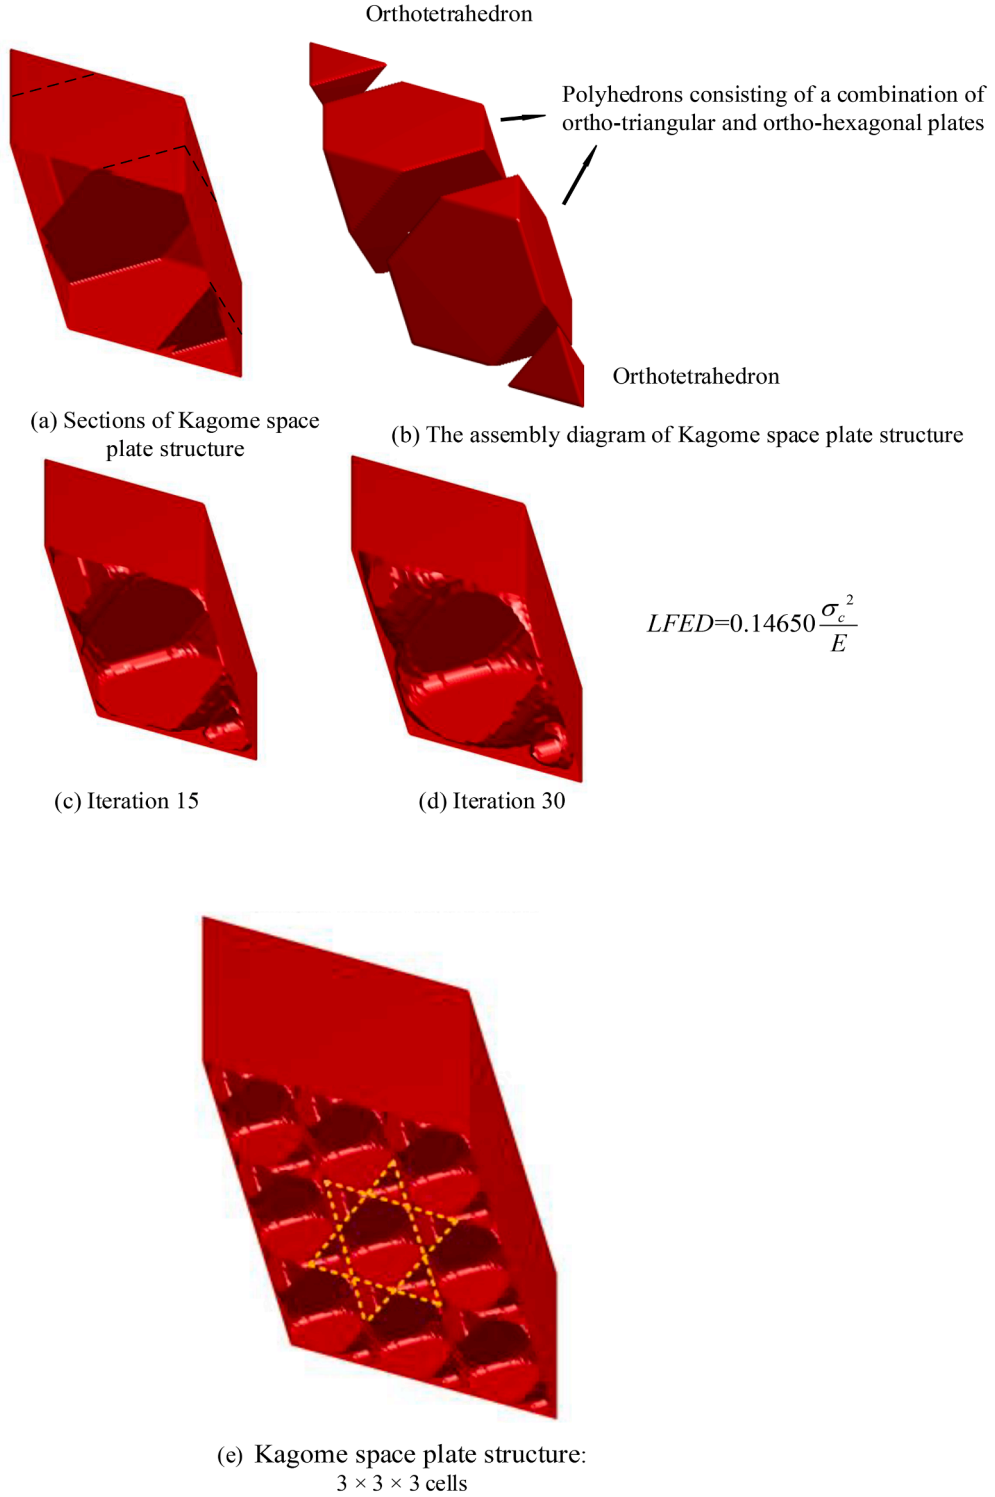 Orthotetrahedron
Polyhedrons consisting of a combination of
ortho-triangular and ortho-hexagonal plates
Orthotetrahedron
(a) Sections of Kagome space
plate structure
(b) The assembly diagram of Kagome space plate structure
LFED=0.14650 σ_c²/E
(c) Iteration 15
(d) Iteration 30
(e) Kagome space plate structure:
3 × 3 × 3 cells